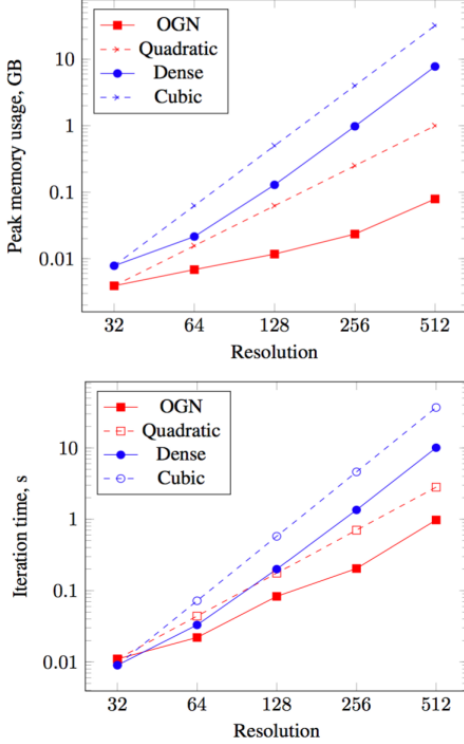 OGN
Quadratic
Dense
Cubic
Peak memory usage, GB
10
1
0.1
0.01
32 64 128 256 512
Resolution
OGN
Quadratic
Dense
Cubic
Iteration time, s
10
1
0.1
0.01
32 64 128 256 512
Resolution